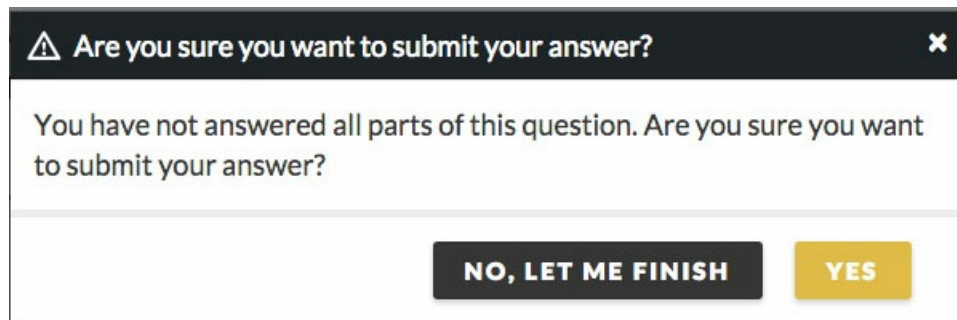 Are you sure you want to submit your answer?
You have not answered all parts of this question. Are you sure you want
to submit your answer?
NO, LET ME FINISH YES